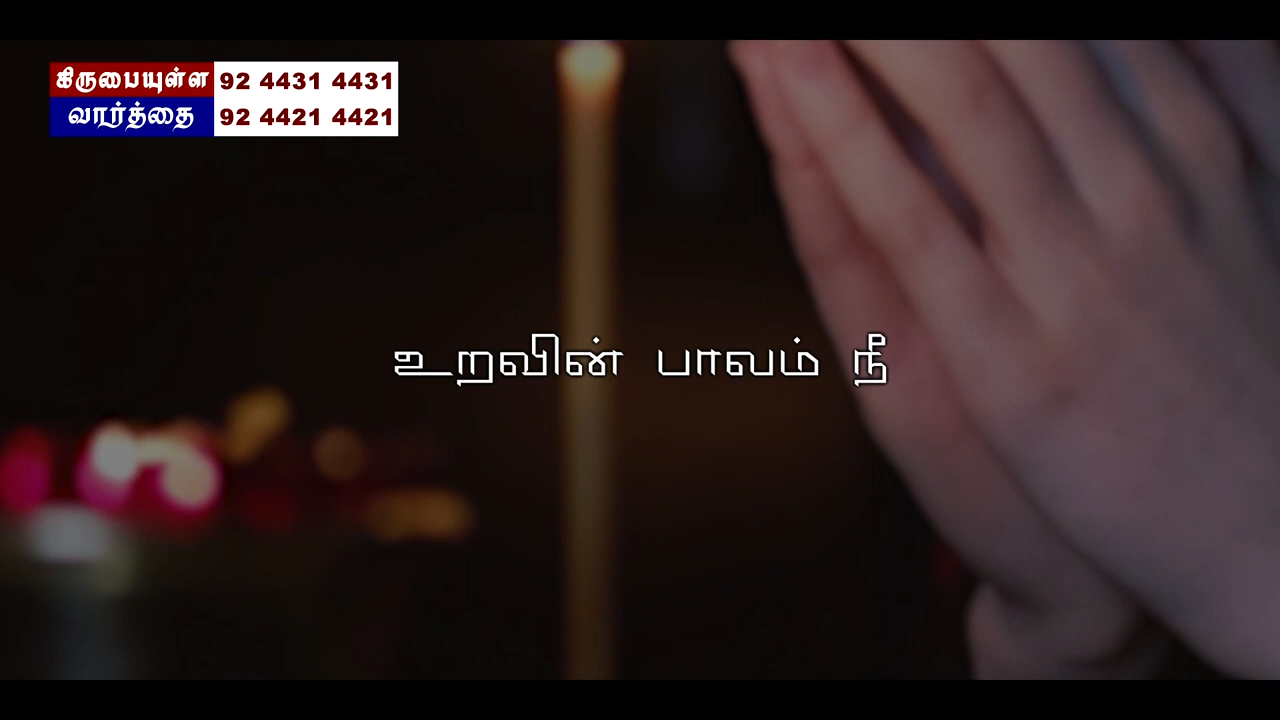 கிருபையுள்ள 92 4431 4431
வார்த்தை 92 4421 4421
உறவின் பாலம் நீ